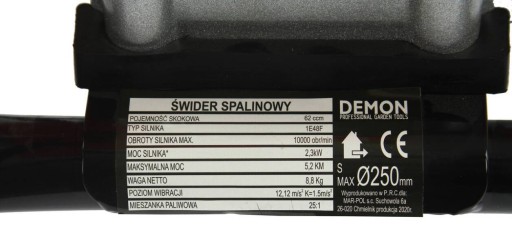 ŚWIDER SPALINOWY
POJEMNOŚĆ SKOKOWA 62 ccm
TYP SILNIKA 1E48F
OBROTY SILNIKA MAX. 10000 obr/min
MOC SILNIKA* 2,3kW
MAKSYMALNA MOC 5,2 KM
WAGA NETTO 8,8 Kg
POZIOM WIBRACJI 12,12 m/s² K=1.5m/s²
MIESZANKA PALIWOWA 25:1
DEMON
PROFESSIONAL GARDEN TOOLS
CE
S
MAX Ø250mm
Wyprodukowano w P.R.C dla:
MAR-POL s.c. Suchowola 6a
26-020 Chmielnik produkcja 2020r.